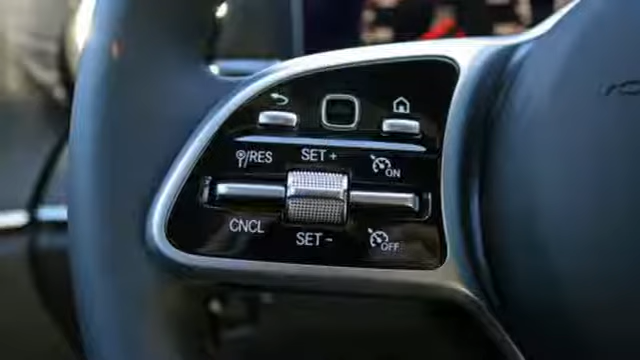 /RES
SET +
ON
CNCL
SET -
OFF